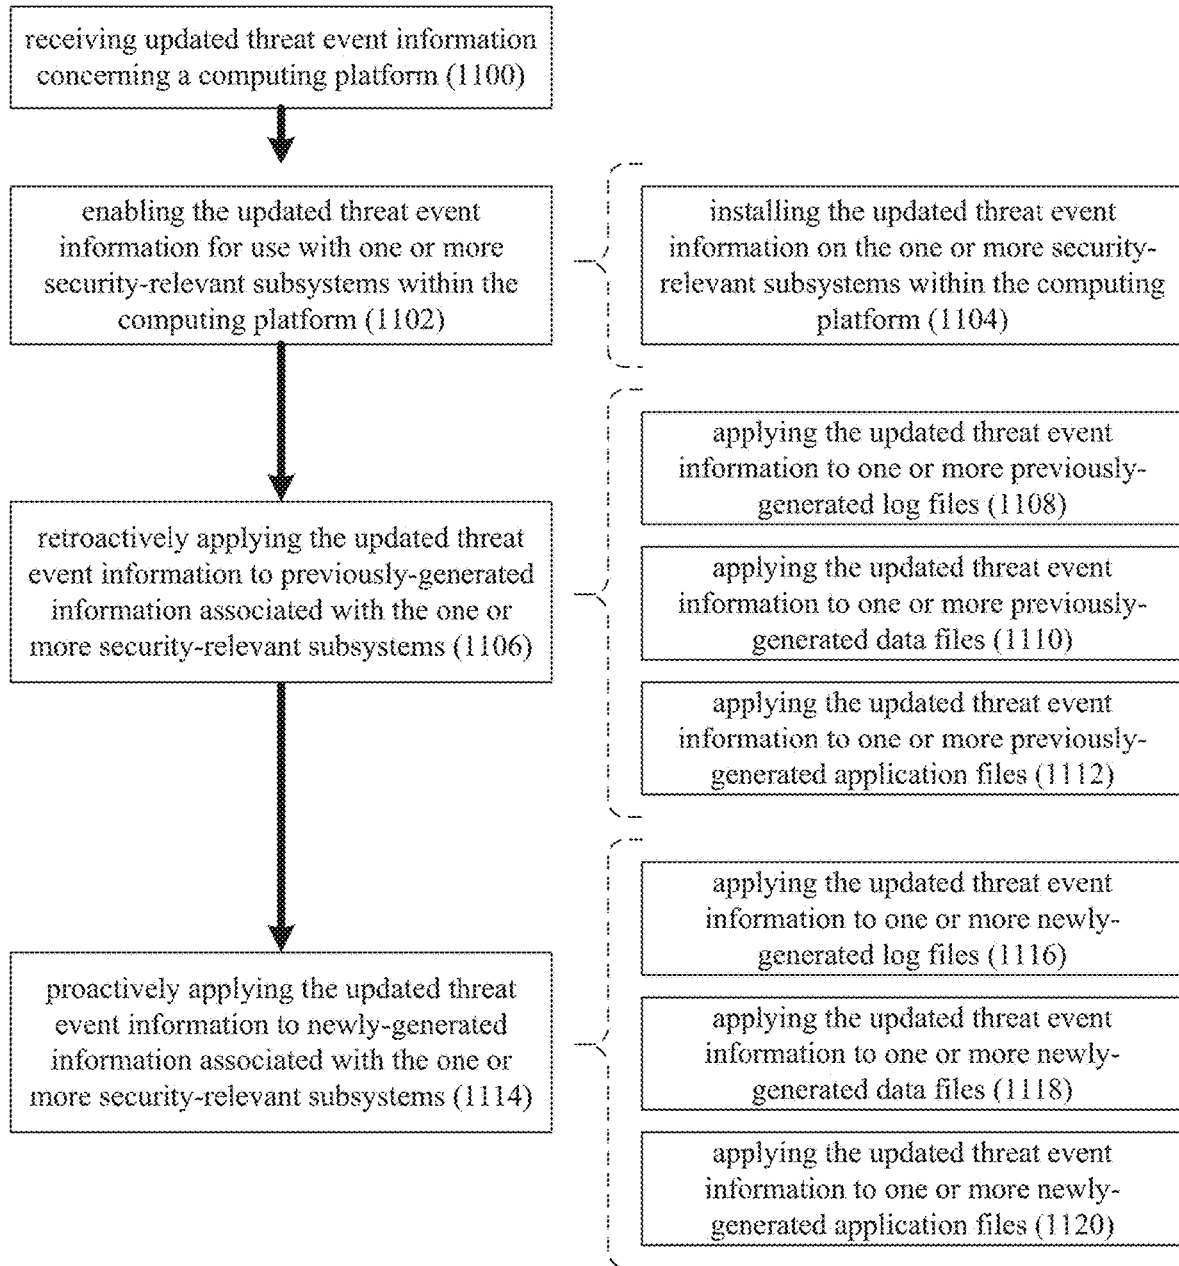 receiving updated threat event information
concerning a computing platform (1100)
enabling the updated threat event
information for use with one or more
security-relevant subsystems within the
computing platform (1102)
installing the updated threat event
information on the one or more security-
relevant subsystems within the computing
platform (1104)
retroactively applying the updated threat
event information to previously-generated
information associated with the one or
more security-relevant subsystems (1106)
applying the updated threat event
information to one or more previously-
generated log files (1108)
applying the updated threat event
information to one or more previously-
generated data files (1110)
applying the updated threat event
information to one or more previously-
generated application files (1112)
proactively applying the updated threat
event information to newly-generated
information associated with the one or
more security-relevant subsystems (1114)
applying the updated threat event
information to one or more newly-
generated log files (1116)
applying the updated threat event
information to one or more newly-
generated data files (1118)
applying the updated threat event
information to one or more newly-
generated application files (1120)